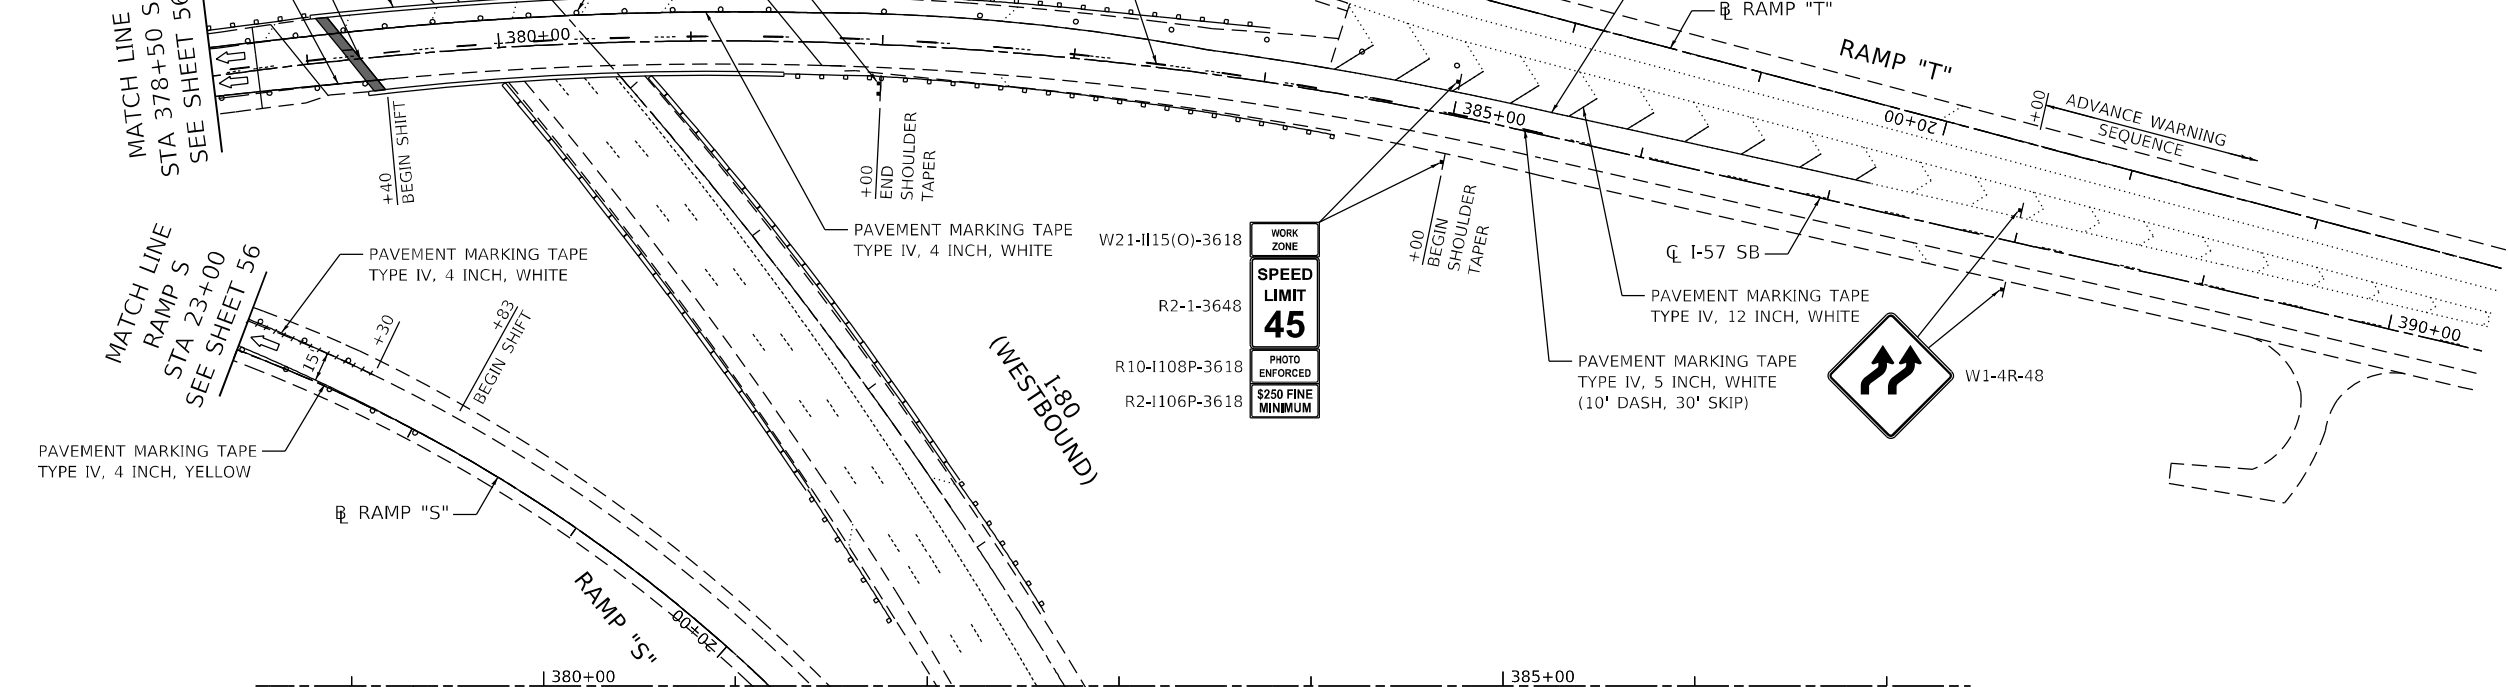 MATCH LINE
STA 378+50 S
SEE SHEET 56
380+00
+40
BEGIN SHIFT
+00
END
SHOULDER
TAPER
PAVEMENT MARKING TAPE
TYPE IV, 4 INCH, WHITE
℄ RAMP "T"
RAMP "T"
385+00
20+00
+00
ADVANCE WARNING
SEQUENCE
+00
BEGIN
SHOULDER
TAPER
W21-I115(O)-3618
WORK
ZONE
R2-1-3648
SPEED
LIMIT
45
R10-I108P-3618
PHOTO
ENFORCED
R2-I106P-3618
$250 FINE
MINIMUM
℄ I-57 SB
PAVEMENT MARKING TAPE
TYPE IV, 12 INCH, WHITE
PAVEMENT MARKING TAPE
TYPE IV, 5 INCH, WHITE
(10' DASH, 30' SKIP)
W1-4R-48
390+00
MATCH LINE
RAMP S
STA 23+00
SEE SHEET 56
PAVEMENT MARKING TAPE
TYPE IV, 4 INCH, WHITE
15'
+30
+83
BEGIN SHIFT
PAVEMENT MARKING TAPE
TYPE IV, 4 INCH, YELLOW
BL RAMP "S"
RAMP "S"
20+00
I-80
(WESTBOUND)
380+00
385+00